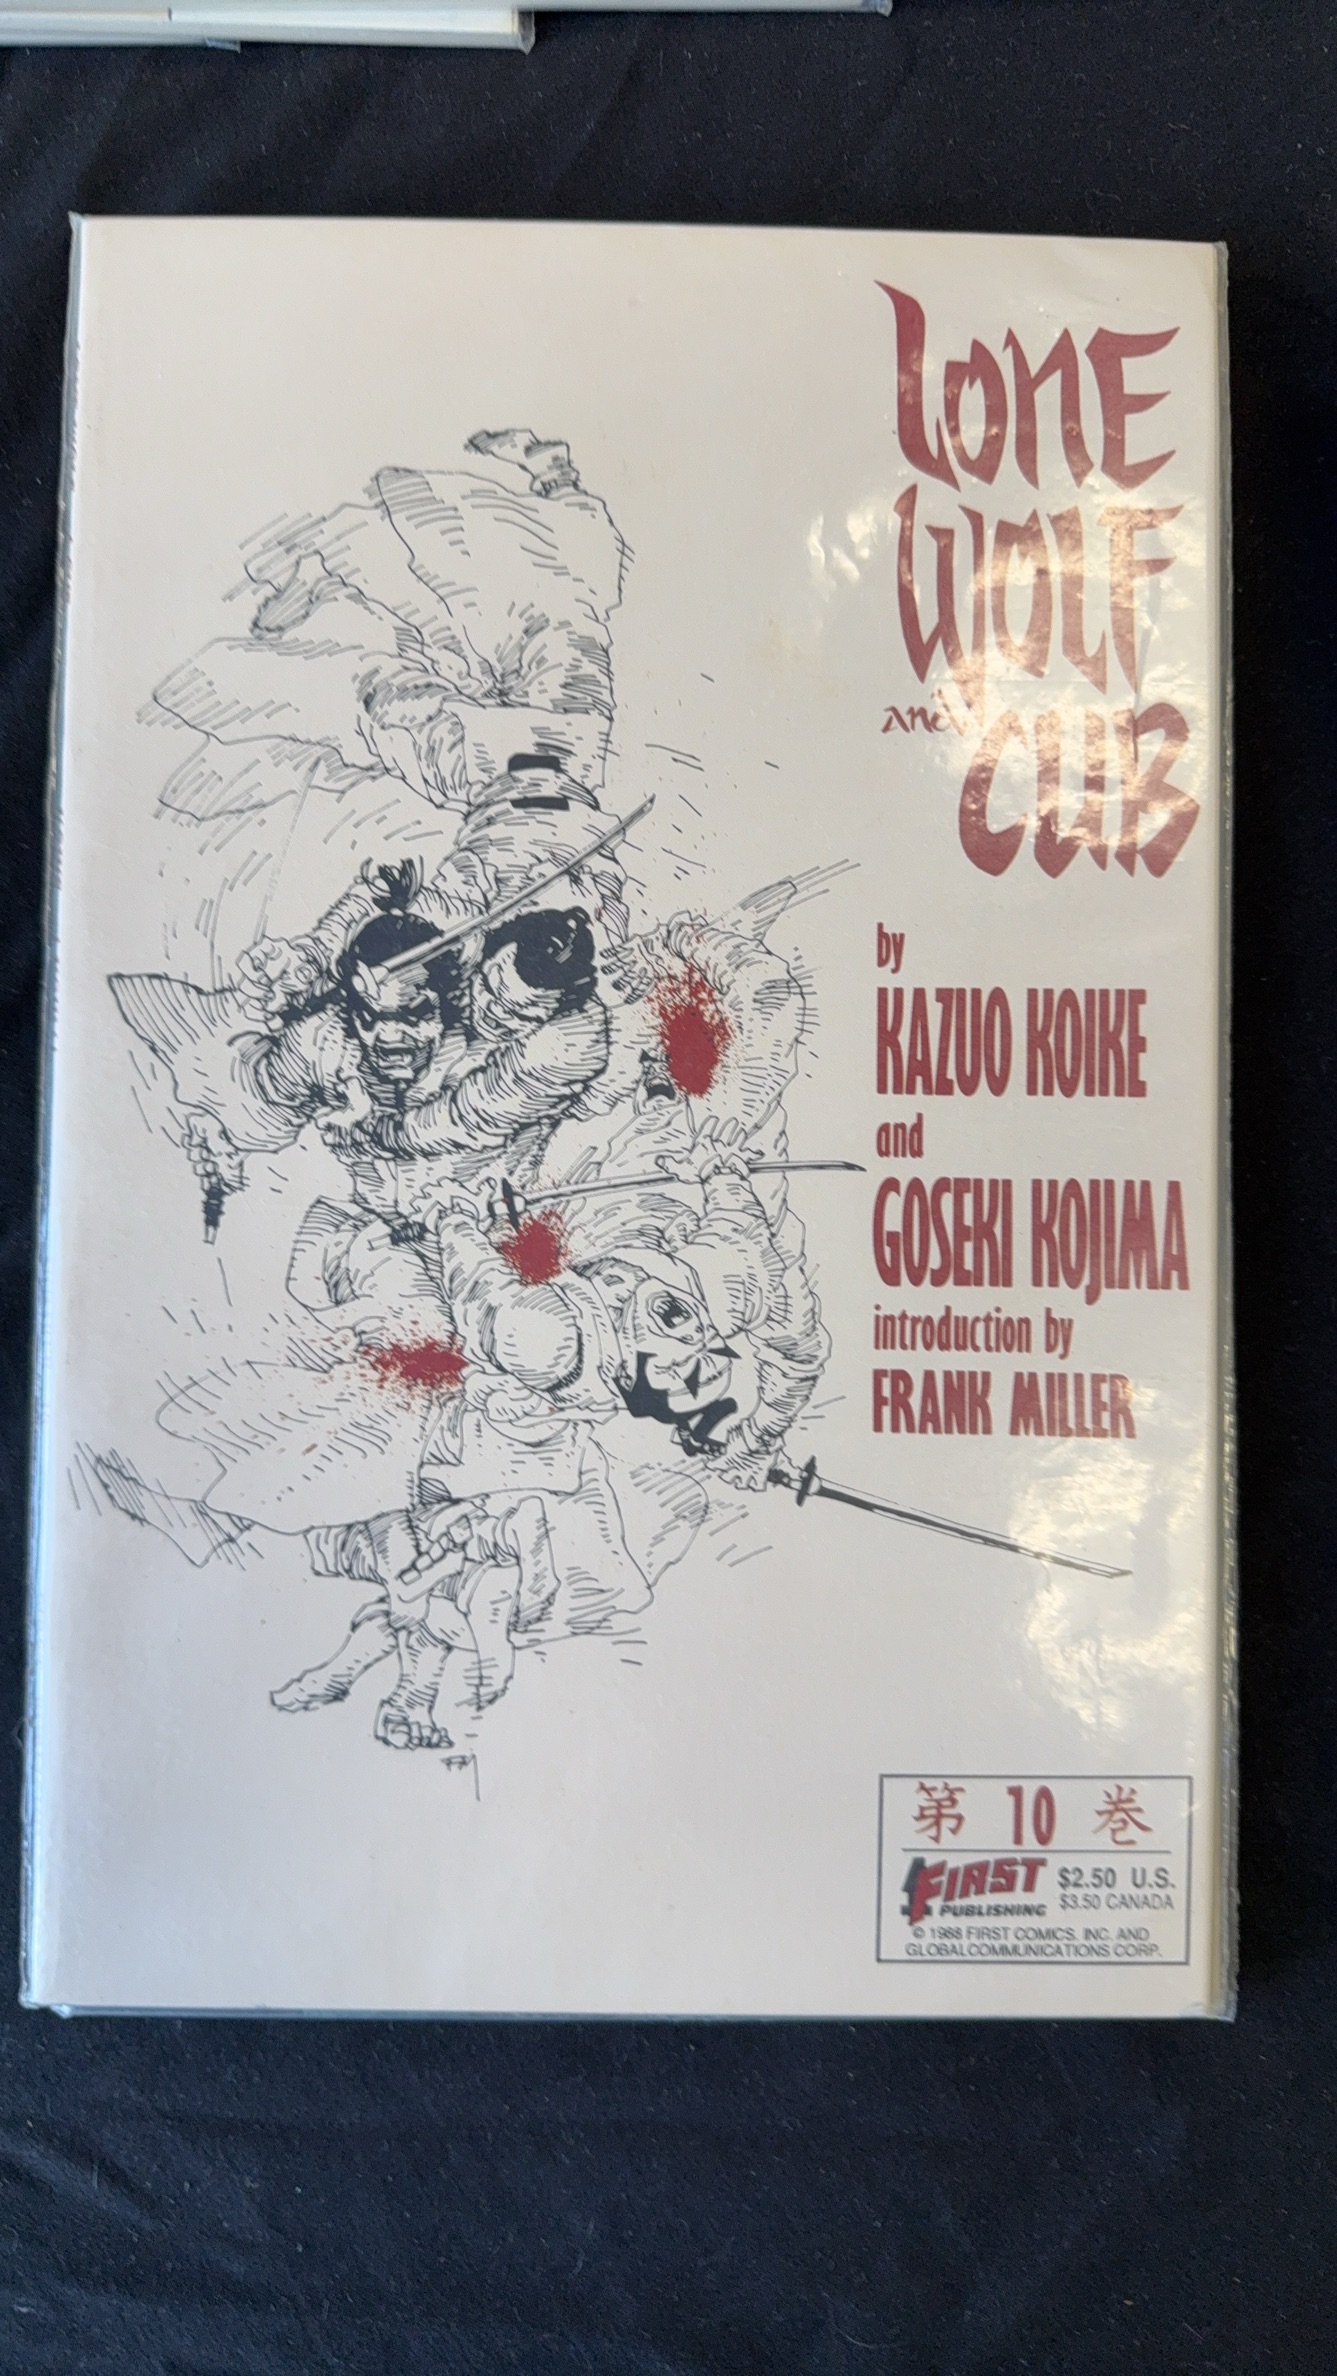 LONE
WOLF
and CUB
by
KAZUO KOIKE
and
GOSEKI KOJIMA
introduction by
FRANK MILLER
FM
第 10 巻
FIRST
PUBLISHING
$2.50 U.S.
$3.50 CANADA
© 1988 FIRST COMICS, INC. AND
GLOBALCOMMUNICATIONS CORP.